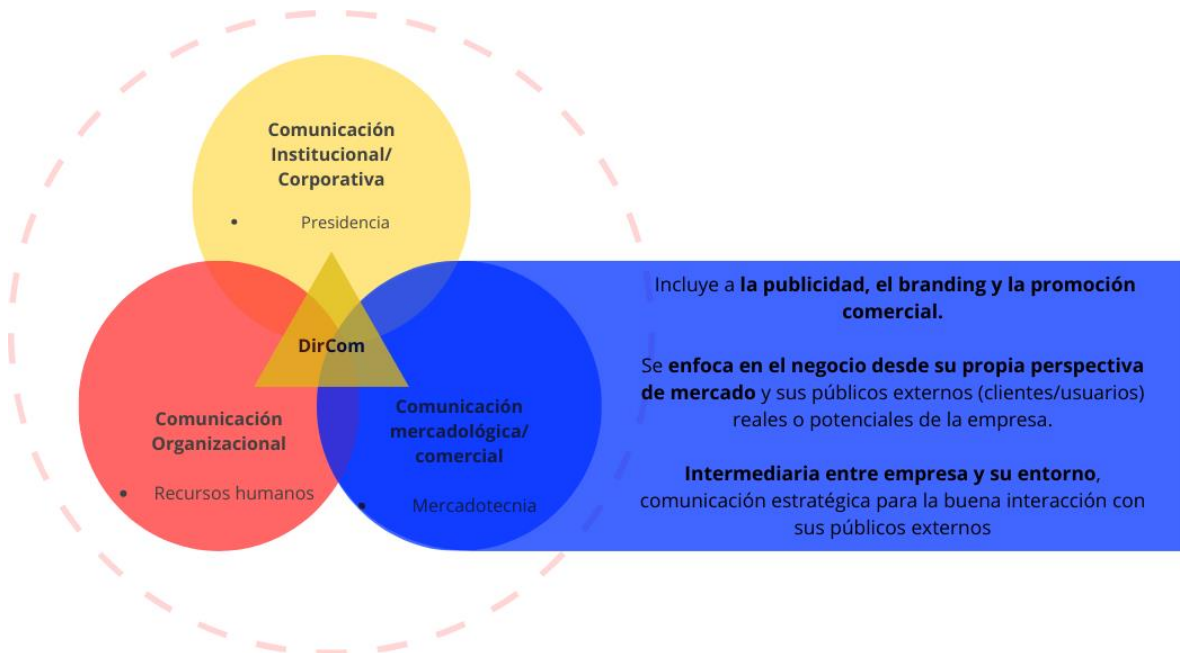 Comunicación
Institucional/
Corporativa
• Presidencia
DirCom
Comunicación
Organizacional
• Recursos humanos
Comunicación
mercadológica/
comercial
• Mercadotecnia
Incluye a la publicidad, el branding y la promoción
comercial.
Se enfoca en el negocio desde su propia perspectiva
de mercado y sus públicos externos (clientes/usuarios)
reales o potenciales de la empresa.
Intermediaria entre empresa y su entorno,
comunicación estratégica para la buena interacción con
sus públicos externos